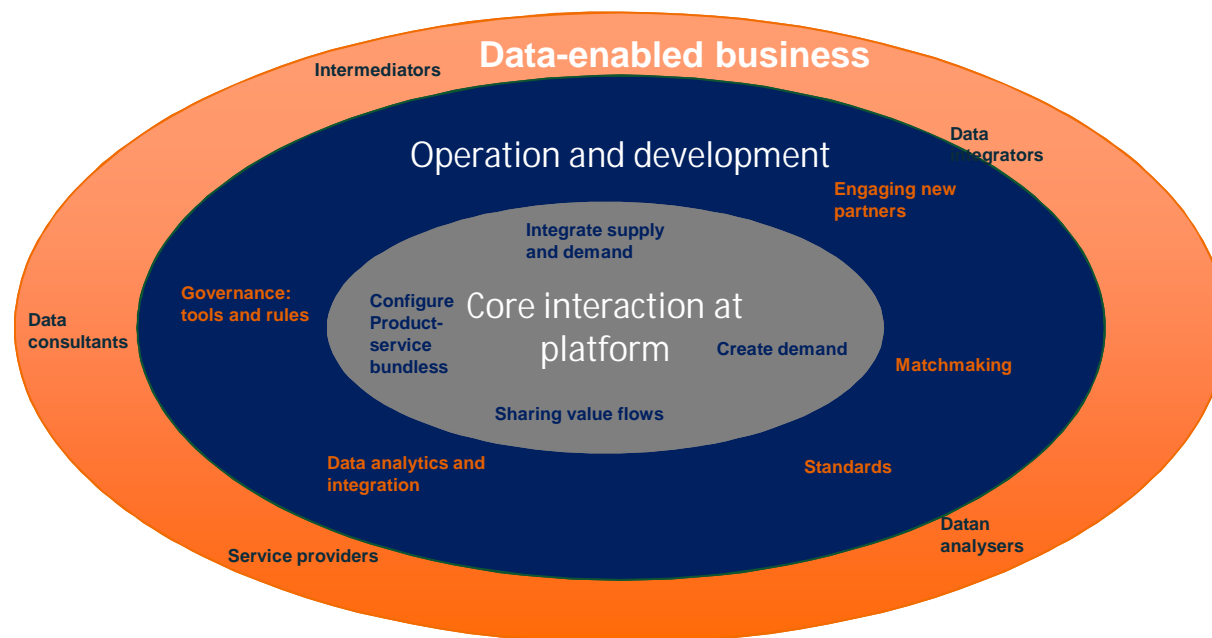 Data-enabled business
Intermediators
Data
integrators
Operation and development
Engaging new
partners
Integrate supply
and demand
Governance:
tools and rules
Configure
Product-
service
bundless
Core interaction at
platform
Data
consultants
Create demand
Matchmaking
Sharing value flows
Data analytics and
integration
Standards
Datan
analysers
Service providers